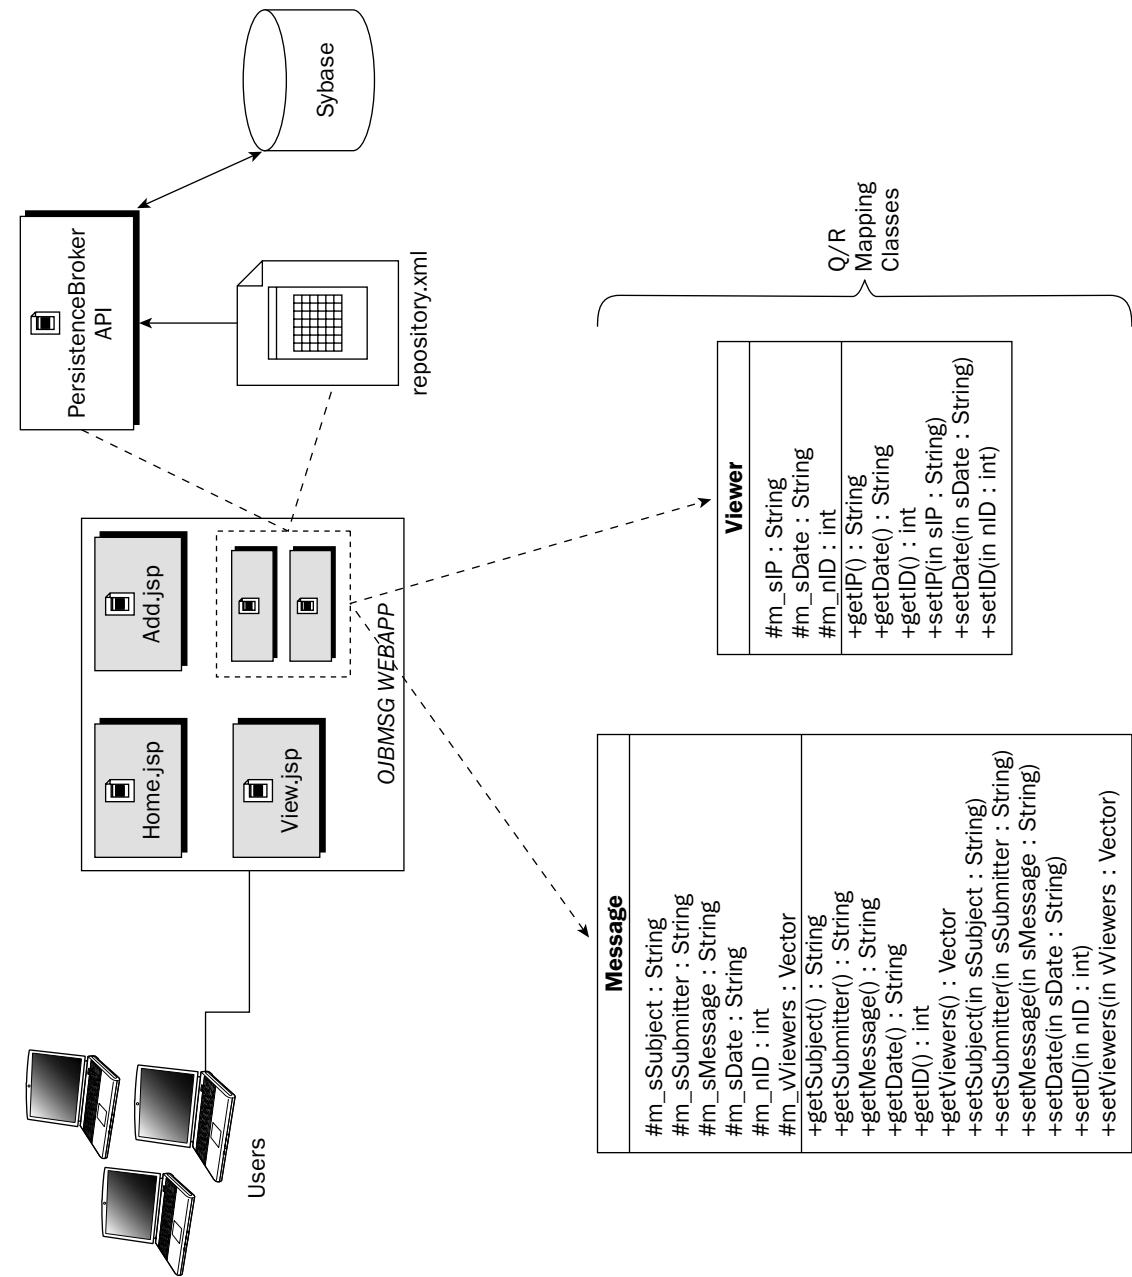 Users
Home.jsp
Add.jsp
View.jsp
OJBMSG WEBAPP
PersistenceBroker
API
Sybase
repository.xml
Message
#m_sSubject : String
#m_sSubmitter : String
#m_sMessage : String
#m_sDate : String
#m_nID : int
#m_vViewers : Vector
+getSubject() : String
+getSubmitter() : String
+getMessage() : String
+getDate() : String
+getID() : int
+getViewers() : Vector
+setSubject(in sSubject : String)
+setSubmitter(in sSubmitter : String)
+setMessage(in sMessage : String)
+setDate(in sDate : String)
+setID(in nID : int)
+setViewers(in vViewers : Vector)
Viewer
#m_sIP : String
#m_sDate : String
#m_nID : int
+getIP() : String
+getDate() : String
+getID() : int
+setIP(in sIP : String)
+setDate(in sDate : String)
+setID(in nID : int)
Q/R
Mapping
Classes